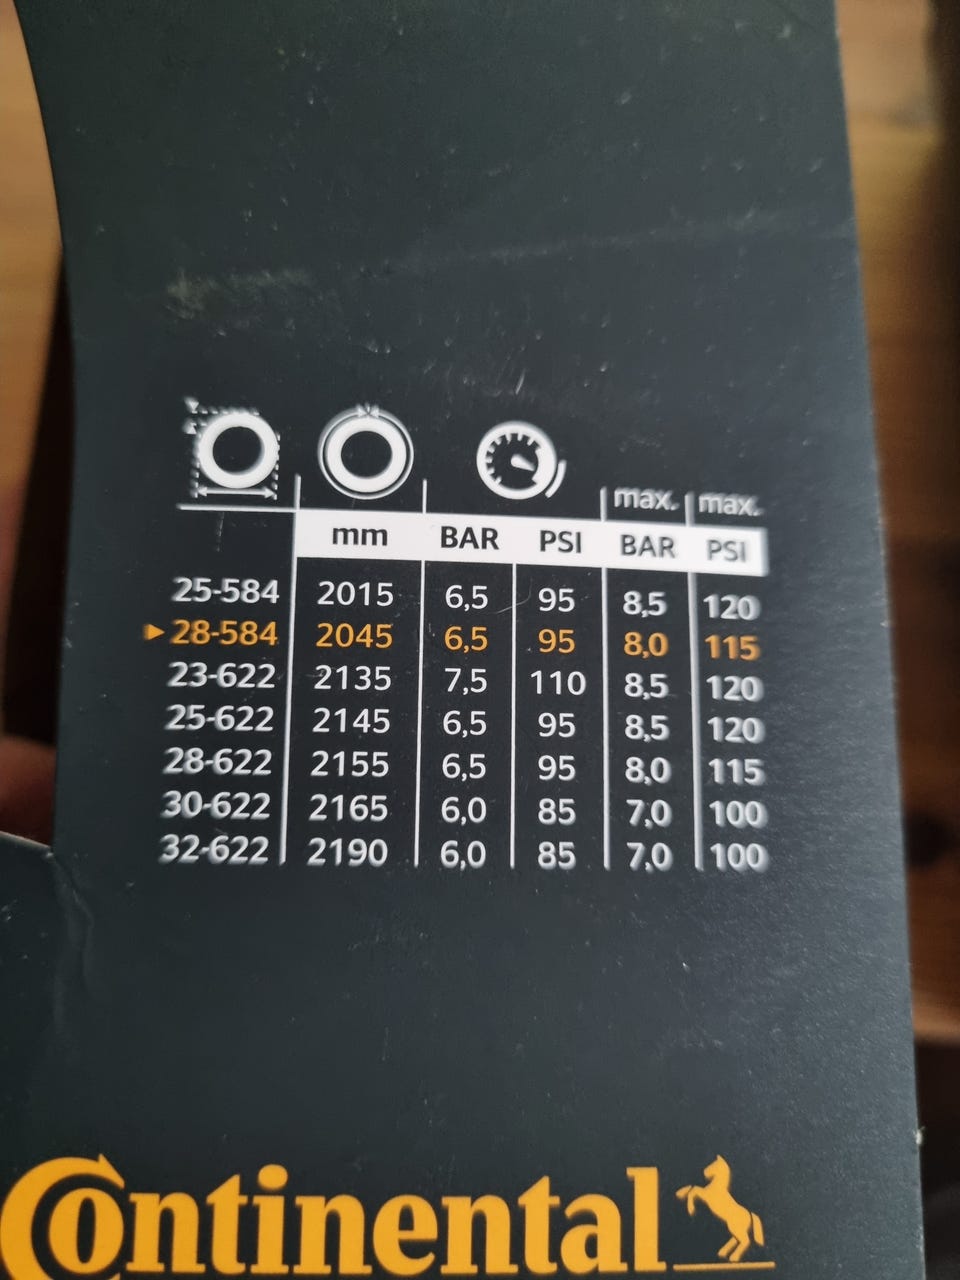 max. max.
mm BAR PSI BAR PSI
25-584 2015 6,5 95 8,5 120
28-584 2045 6,5 95 8,0 115
23-622 2135 7,5 110 8,5 120
25-622 2145 6,5 95 8,5 120
28-622 2155 6,5 95 8,0 115
30-622 2165 6,0 85 7,0 100
32-622 2190 6,0 85 7,0 100
Continental